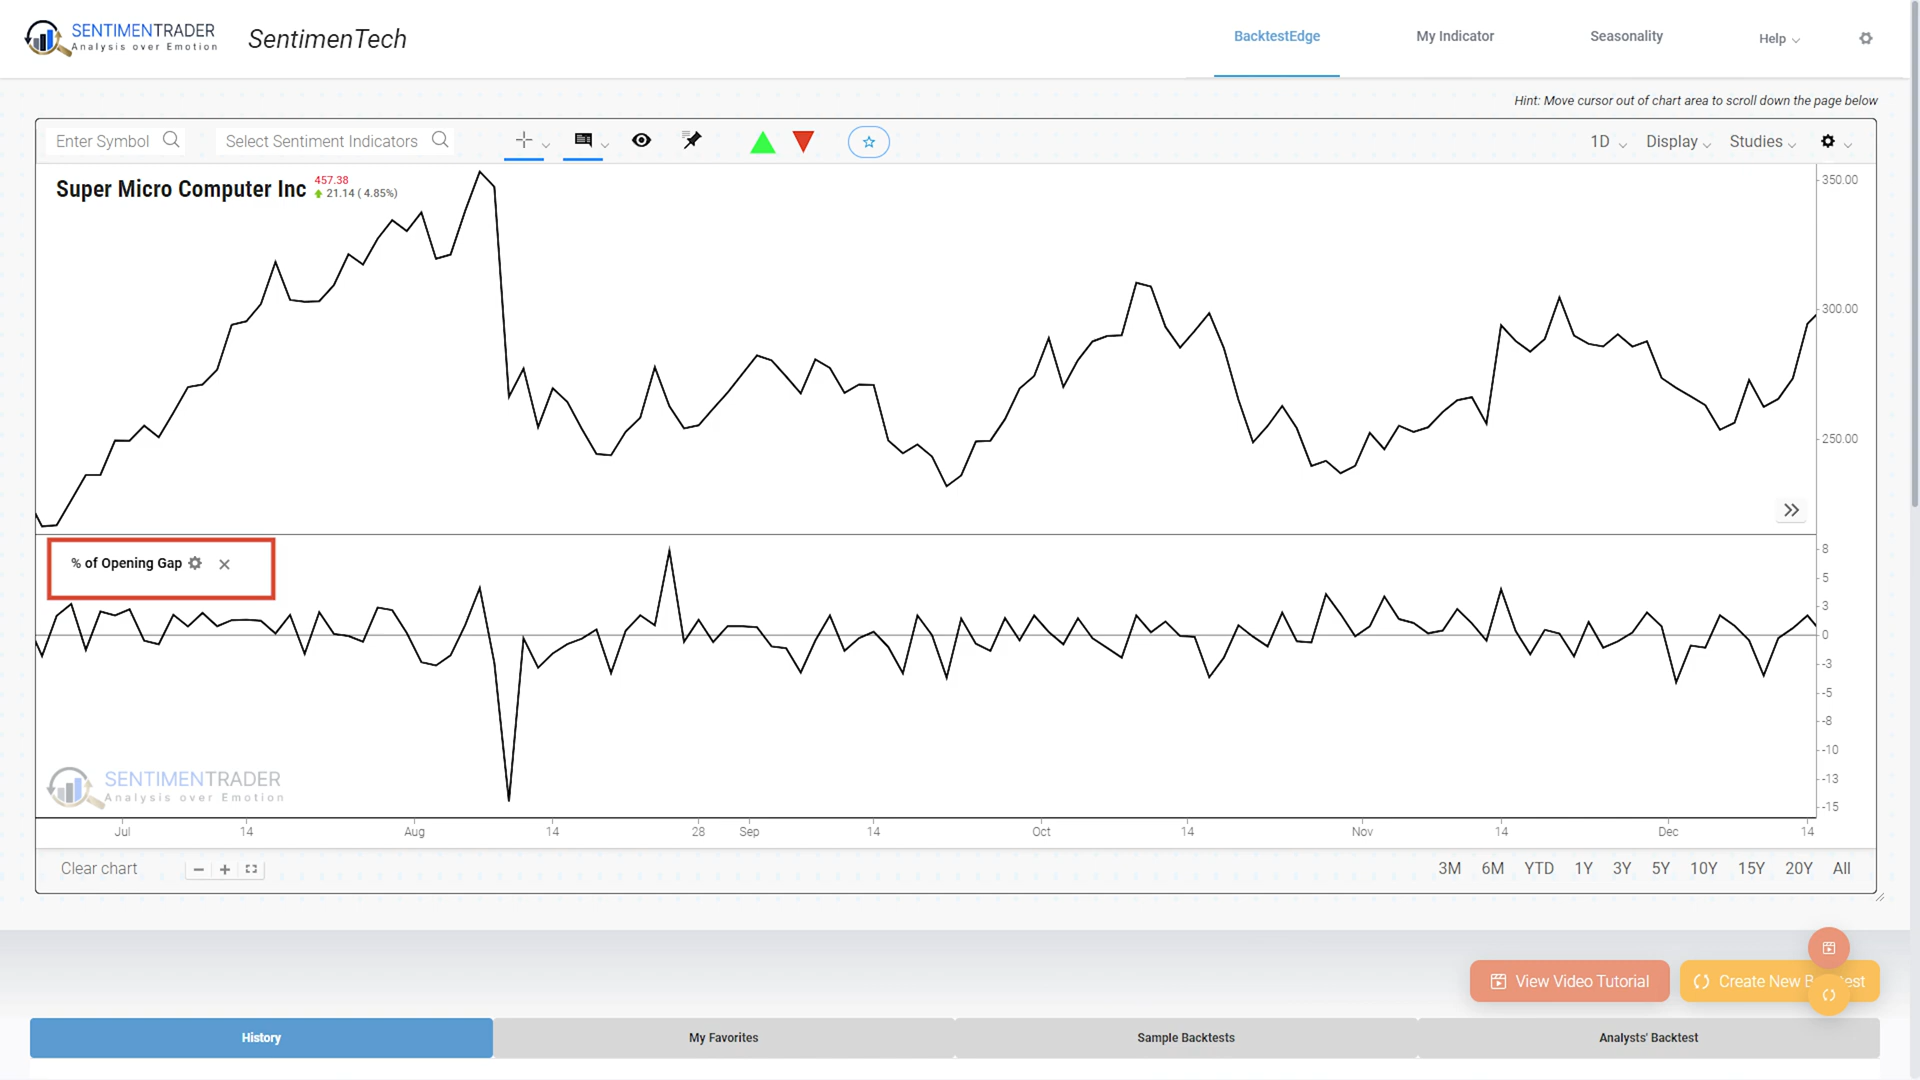 SENTIMENTRADER
Analysis over Emotion
SentimenTech
BacktestEdge
My Indicator
Seasonality
Help
Hint: Move cursor out of chart area to scroll down the page below
Enter Symbol
Select Sentiment Indicators
1D
Display
Studies
Super Micro Computer Inc
457.38
21.14 ( 4.85%)
350.00
300.00
250.00
% of Opening Gap
8
5
3
0
-3
-5
-8
-10
-13
-15
SENTIMENTRADER
Analysis over Emotion
Jul 14 Aug 14 28 Sep 14 Oct 14 Nov 14 Dec 14
Clear chart
3M 6M YTD 1Y 3Y 5Y 10Y 15Y 20Y All
View Video Tutorial
Create New
History
My Favorites
Sample Backtests
Analysts' Backtest